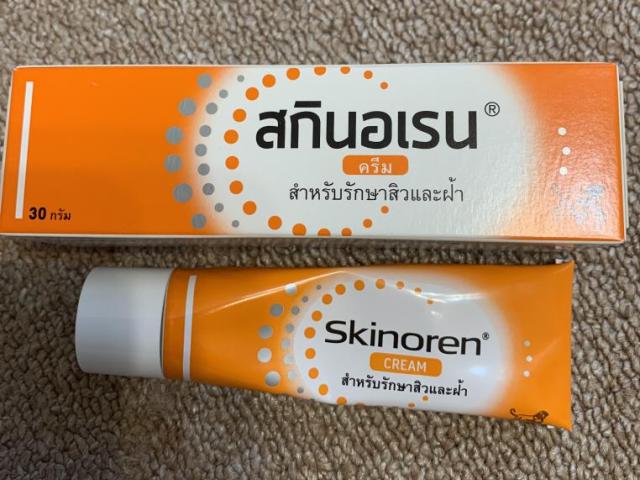 สกินอเรน®
ครีม
สำหรับรักษาสิวและฝ้า
30 กรัม
Skinoren®
CREAM
สำหรับรักษาสิวและฝ้า